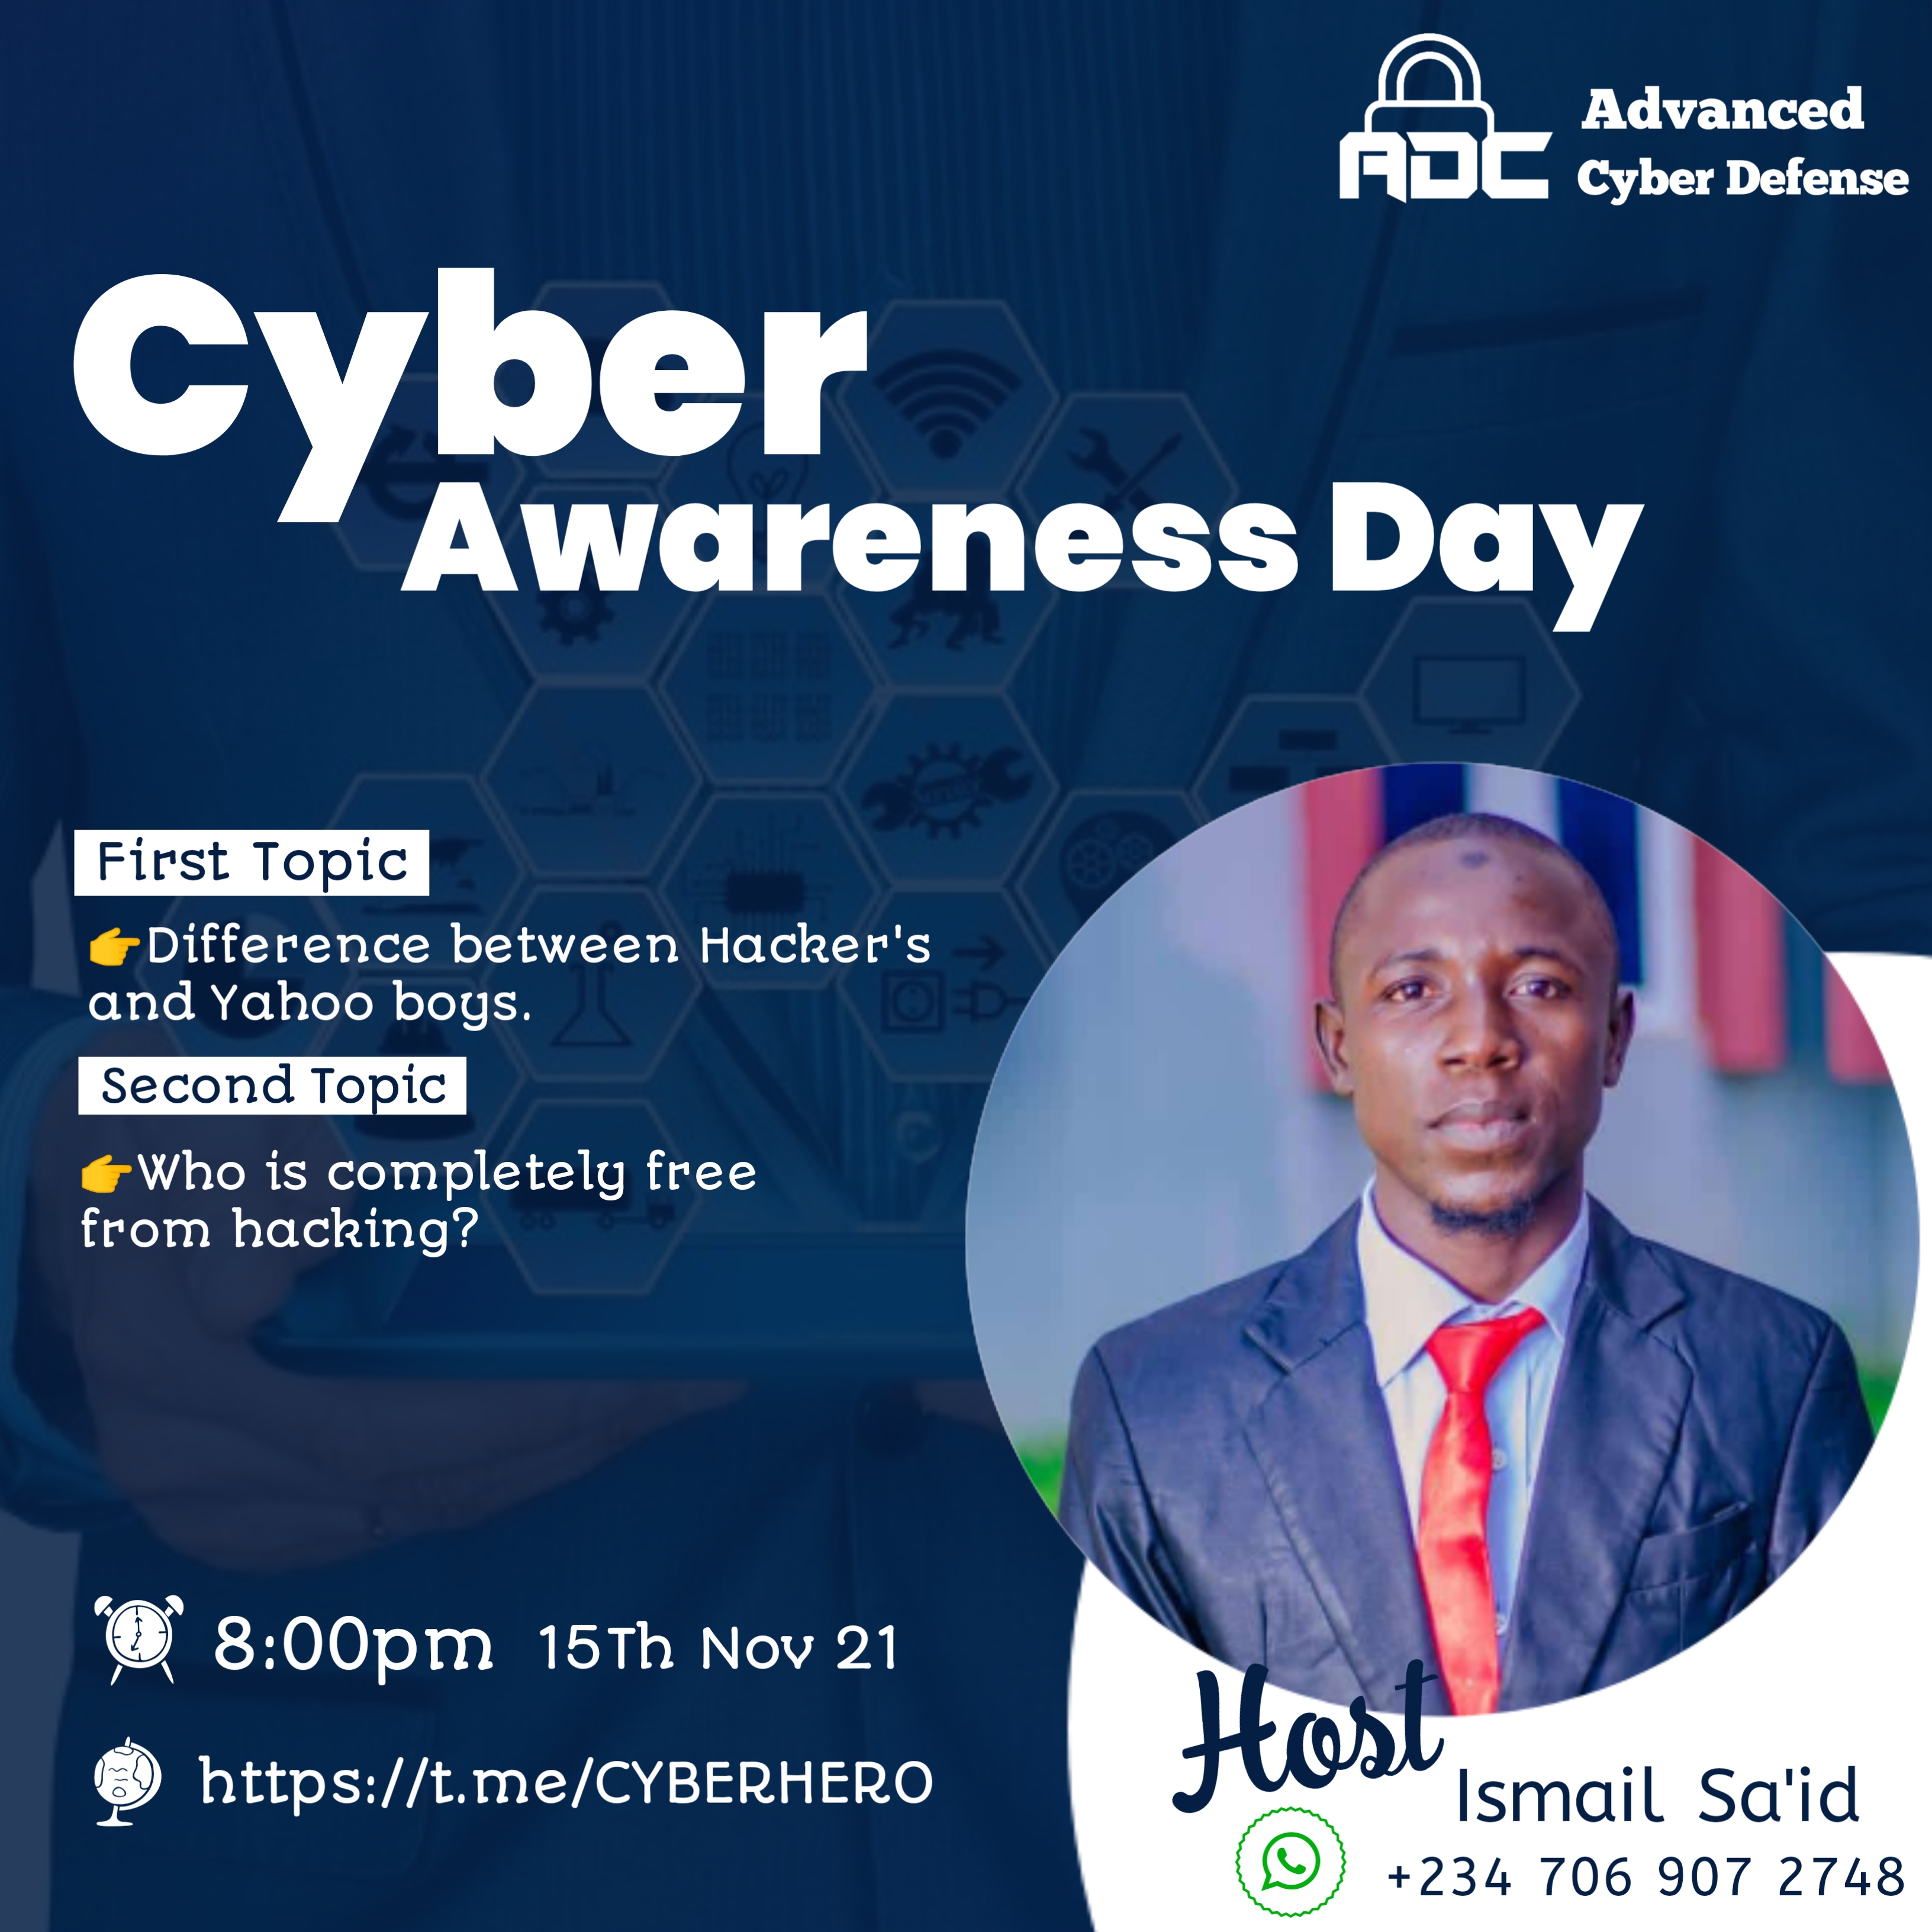 ADC
Advanced
Cyber Defense
Cyber
Awareness Day
First Topic
👉Difference between Hacker's
and Yahoo boys.
Second Topic
👉Who is completely free
from hacking?
8:00pm 15Th Nov 21
https://t.me/CYBERHERO
Host
Ismail Sa'id
+234 706 907 2748